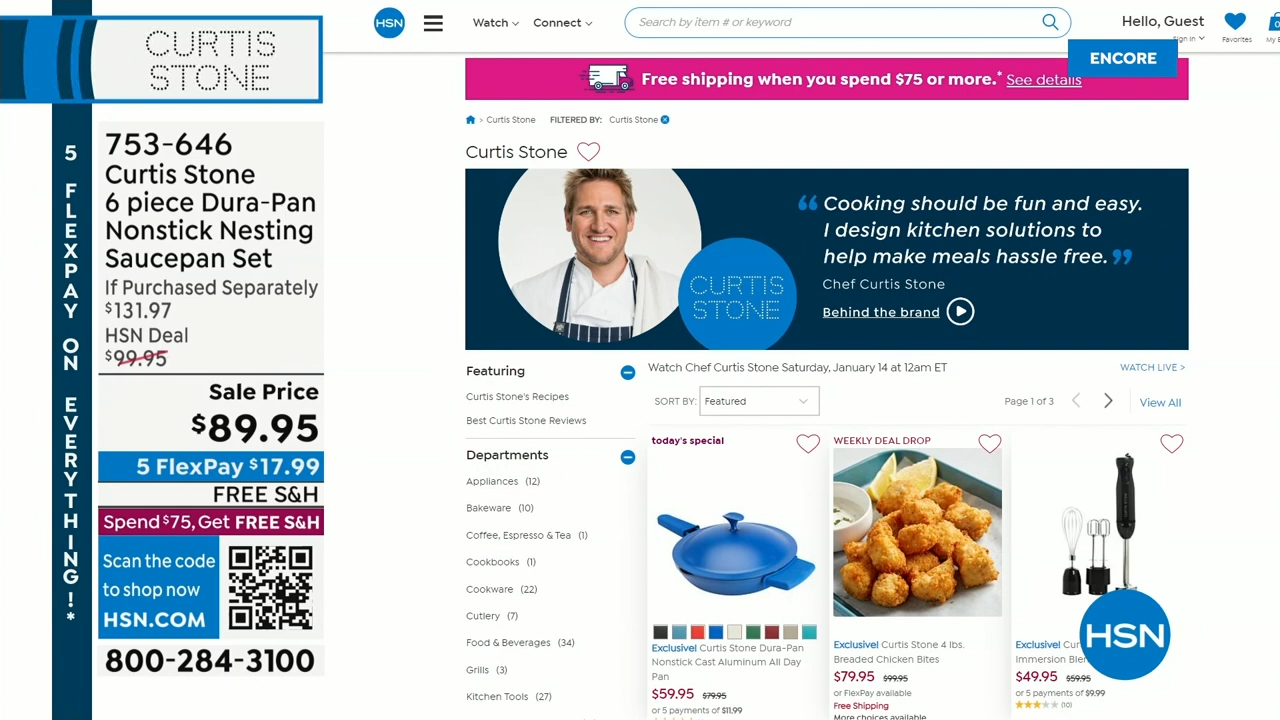 CURTIS
STONE
5 FLEXPAY ON EVERYTHING!*
753-646
Curtis Stone
6 piece Dura-Pan
Nonstick Nesting
Saucepan Set
If Purchased Separately
$131.97
HSN Deal
$99.95
Sale Price
$89.95
5 FlexPay $17.99
FREE S&H
Spend $75, Get FREE S&H
Scan the code
to shop now
HSN.COM
800-284-3100
HSN
Watch
Connect
Search by item # or keyword
Hello, Guest
Sign In
Favorites
0
ENCORE
Free shipping when you spend $75 or more.* See details
> Curtis Stone FILTERED BY: Curtis Stone
Curtis Stone
“Cooking should be fun and easy.
I design kitchen solutions to
help make meals hassle free.”
Chef Curtis Stone
Behind the brand
CURTIS
STONE
Featuring
Curtis Stone's Recipes
Best Curtis Stone Reviews
Departments
Appliances (12)
Bakeware (10)
Coffee, Espresso & Tea (1)
Cookbooks (1)
Cookware (22)
Cutlery (7)
Food & Beverages (34)
Grills (3)
Kitchen Tools (27)
Watch Chef Curtis Stone Saturday, January 14 at 12am ET
WATCH LIVE >
SORT BY: Featured
Page 1 of 3
View All
today's special
Exclusive! Curtis Stone Dura-Pan
Nonstick Cast Aluminum All Day
Pan
$59.95 $79.95
or 5 payments of $11.99
WEEKLY DEAL DROP
Exclusive! Curtis Stone 4 lbs.
Breaded Chicken Bites
$79.95 $99.95
or FlexPay available
Free Shipping
More choices available
Exclusive!
Immersion
$49.95 $59.95
or 5 payments of $9.99
(10)
HSN